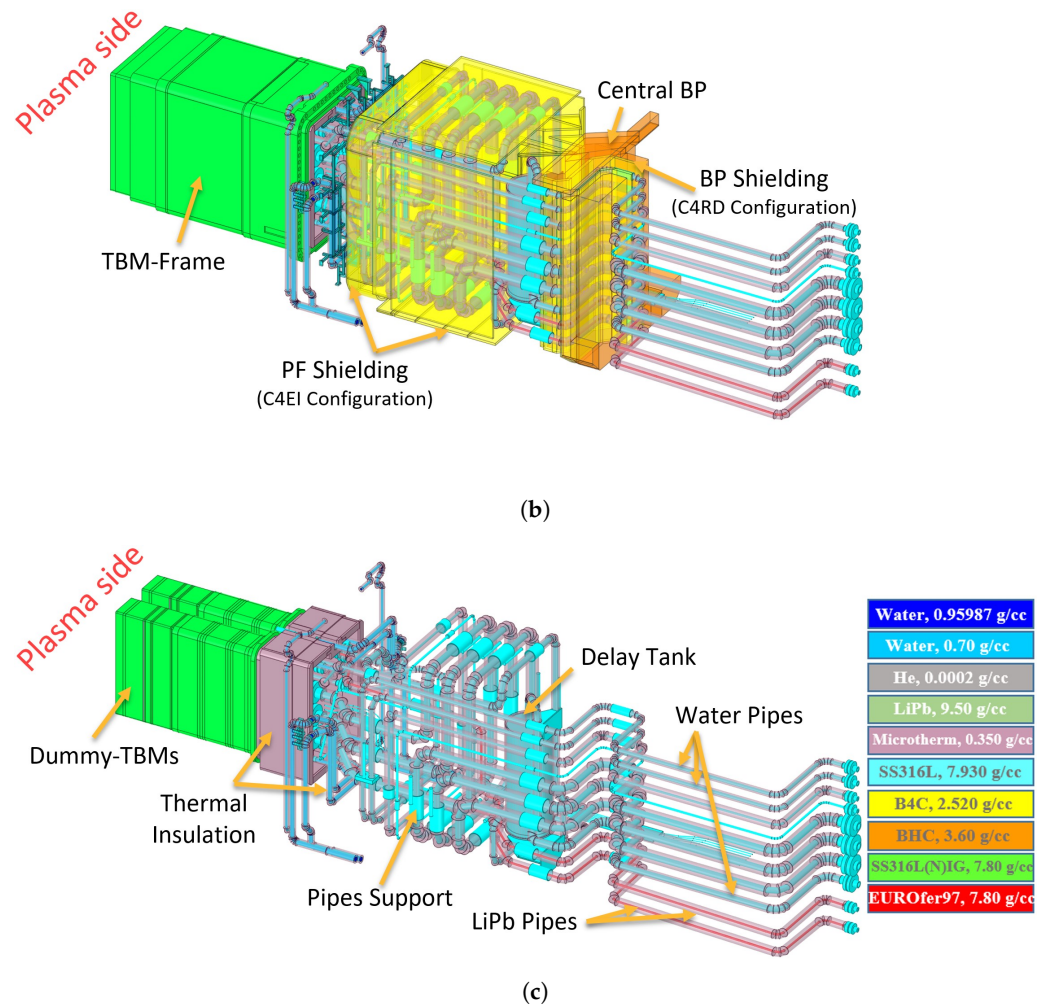 Plasma side
Central BP
BP Shielding
(C4RD Configuration)
TBM-Frame
PF Shielding
(C4EI Configuration)
(b)
Plasma side
Delay Tank
Water Pipes
Dummy-TBMs
Thermal
Insulation
Pipes Support
LiPb Pipes
Water, 0.95987 g/cc
Water, 0.70 g/cc
He, 0.0002 g/cc
LiPb, 9.50 g/cc
Microtherm, 0.350 g/cc
SS316L, 7.930 g/cc
B4C, 2.520 g/cc
BHC, 3.60 g/cc
SS316L(N)IG, 7.80 g/cc
EUROfer97, 7.80 g/cc
(c)